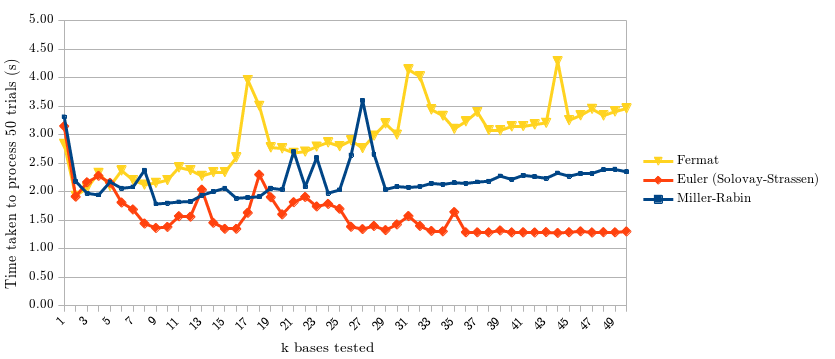 Time taken to process 50 trials (s)
5.00
4.50
4.00
3.50
3.00
2.50
2.00
1.50
1.00
0.50
0.00
1 3 5 7 9 11 13 15 17 19 21 23 25 27 29 31 33 35 37 39 41 43 45 47 49
k bases tested
Fermat
Euler (Solovay-Strassen)
Miller-Rabin